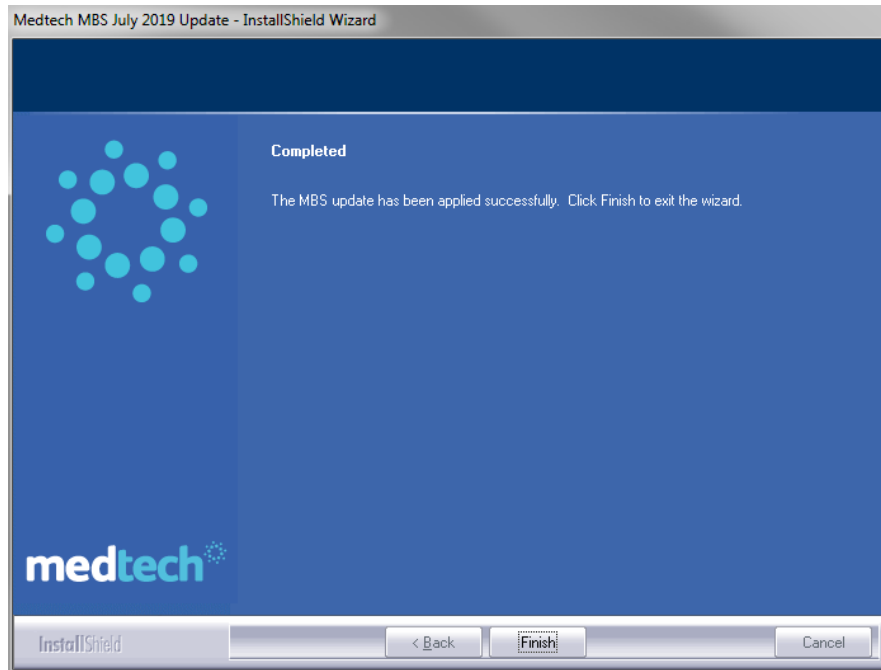 Medtech MBS July 2019 Update - InstallShield Wizard
Completed
The MBS update has been applied successfully. Click Finish to exit the wizard.
medtech
InstallShield
< Back
Finish
Cancel